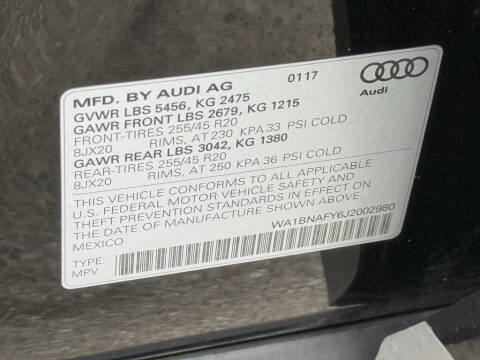 MFD. BY AUDI AG 0117
GVWR LBS 5456, KG 2475
GAWR FRONT LBS 2679, KG 1215
FRONT-TIRES 255/45 R20
8JX20 RIMS, AT 230 KPA 33 PSI COLD
GAWR REAR LBS 3042, KG 1380
REAR-TIRES 255/45 R20
8JX20 RIMS, AT 250 KPA 36 PSI COLD
THIS VEHICLE CONFORMS TO ALL APPLICABLE
U.S. FEDERAL MOTOR VEHICLE SAFETY AND
THEFT PREVENTION STANDARDS IN EFFECT ON
THE DATE OF MANUFACTURE SHOWN ABOVE.
MEXICO
WA1BNAFY6J2002980
TYPE:
MPV
Audi